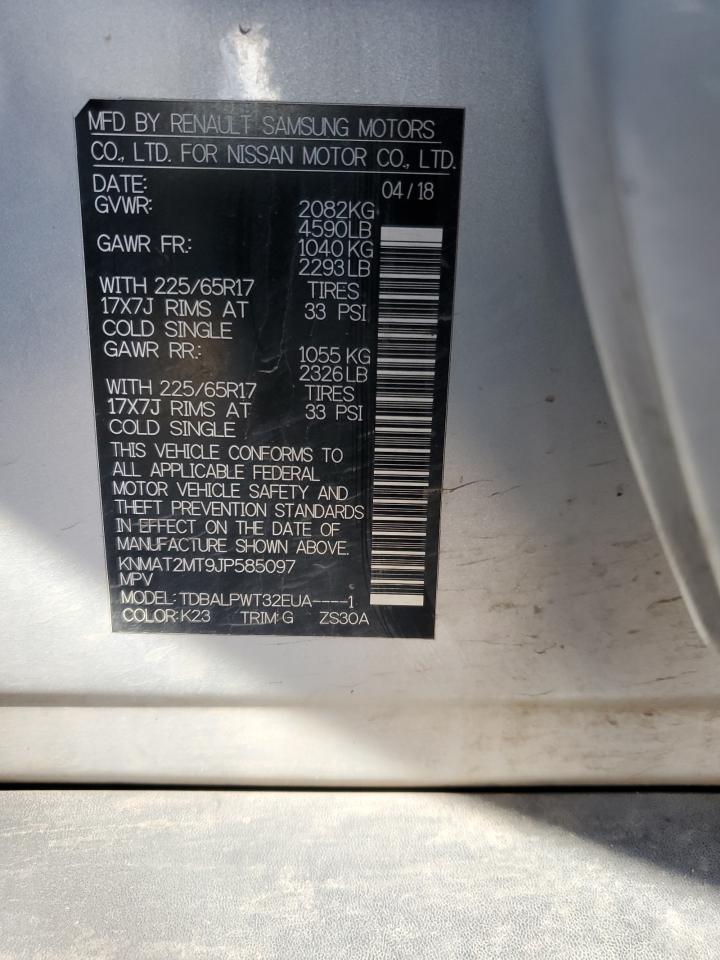 MFD BY RENAULT SAMSUNG MOTORS
CO., LTD. FOR NISSAN MOTOR CO., LTD.
DATE: 04/18
GVWR: 2082KG
4590LB
GAWR FR.: 1040 KG
2293 LB
WITH 225/65R17 TIRES
17X7J RIMS AT 33 PSI
COLD SINGLE
GAWR RR.: 1055 KG
2326 LB
WITH 225/65R17 TIRES
17X7J RIMS AT 33 PSI
COLD SINGLE
THIS VEHICLE CONFORMS TO
ALL APPLICABLE FEDERAL
MOTOR VEHICLE SAFETY AND
THEFT PREVENTION STANDARDS
IN EFFECT ON THE DATE OF
MANUFACTURE SHOWN ABOVE.
KNMAT2MT9JP585097
MPV
MODEL: TDBALPWT32EUA----1
COLOR: K23 TRIM: G ZS30A